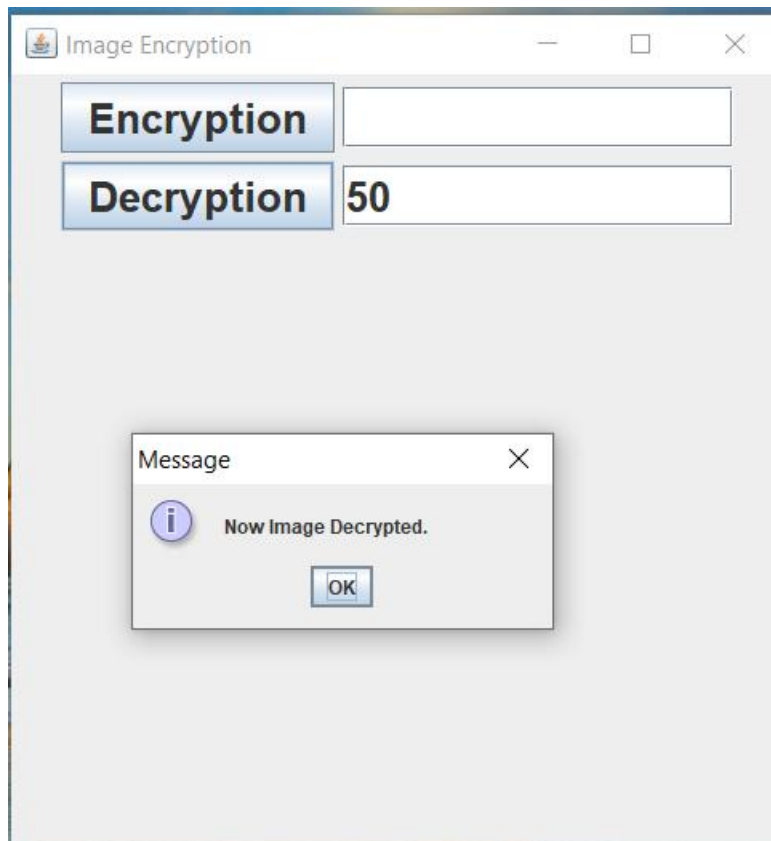 Image Encryption
Encryption
Decryption 50
Message
Now Image Decrypted.
OK